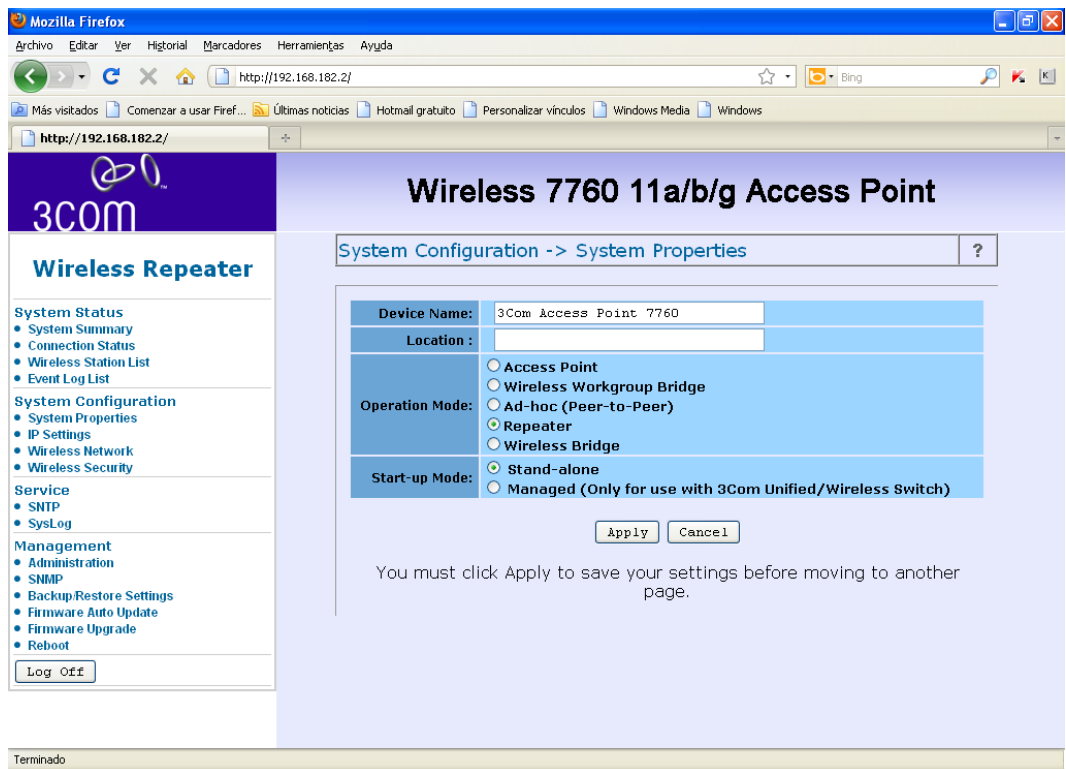 Mozilla Firefox
Archivo Editar Ver Historial Marcadores Herramientas Ayuda
http://192.168.182.2/
Bing
K
Más visitados Comenzar a usar Firef... Últimas noticias Hotmail gratuito Personalizar vínculos Windows Media Windows
http://192.168.182.2/
3COM
Wireless 7760 11a/b/g Access Point
Wireless Repeater
System Status
System Summary
Connection Status
Wireless Station List
Event Log List
System Configuration
System Properties
IP Settings
Wireless Network
Wireless Security
Service
SNTP
SysLog
Management
Administration
SNMP
Backup/Restore Settings
Firmware Auto Update
Firmware Upgrade
Reboot
Log Off
System Configuration -> System Properties ?
Device Name: 3Com Access Point 7760
Location :
Operation Mode:
Access Point
Wireless Workgroup Bridge
Ad-hoc (Peer-to-Peer)
Repeater
Wireless Bridge
Start-up Mode:
Stand-alone
Managed (Only for use with 3Com Unified/Wireless Switch)
Apply Cancel
You must click Apply to save your settings before moving to another
page.
Terminado